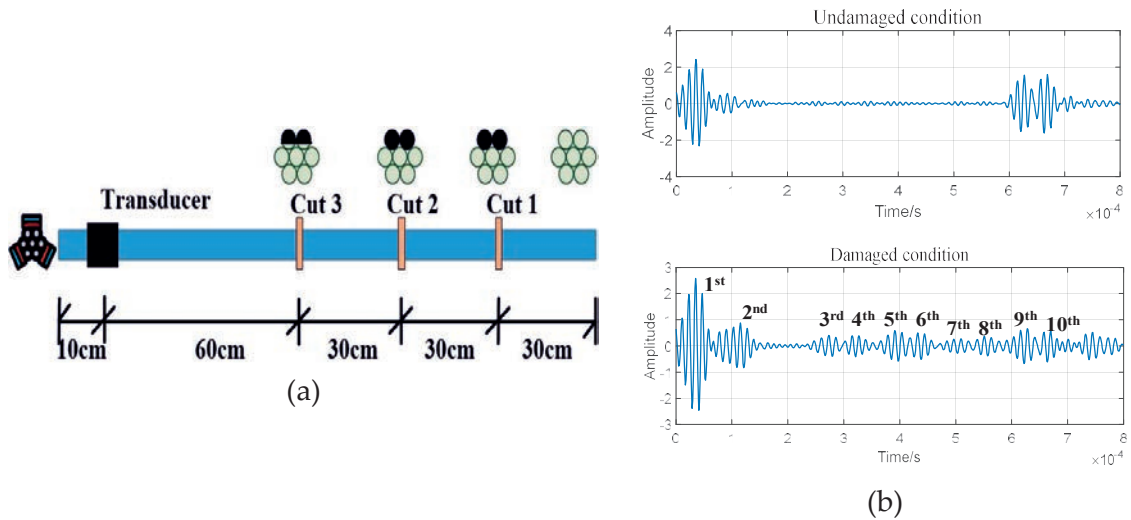 Transducer
Cut 3
Cut 2
Cut 1
10cm
60cm
30cm
30cm
30cm
(a)
Undamaged condition
Amplitude
4
2
0
-2
-4
0
1
2
3
4
5
6
7
8
Time/s
×10⁻⁴
Damaged condition
Amplitude
3
2
1
0
-1
-2
-3
1st
2nd
3rd
4th
5th
6th
7th
8th
9th
10th
0
1
2
3
4
5
6
7
8
Time/s
×10⁻⁴
(b)